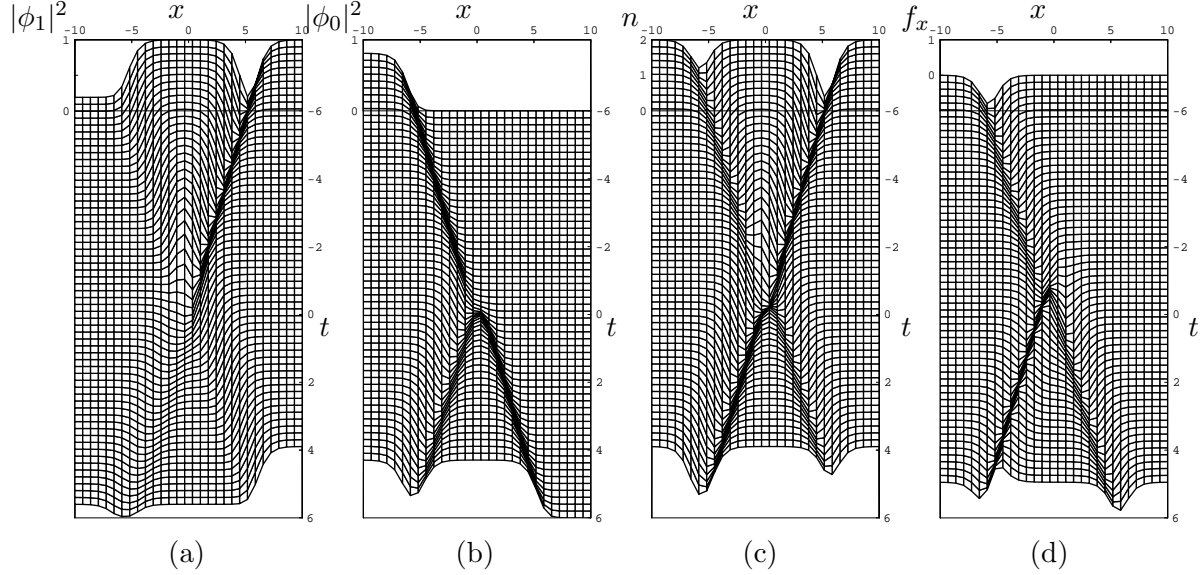 |ϕ₁|² x |ϕ₀|² x n x fₓ x
-10 -5 0 5 10 -10 -5 0 5 10 -10 -5 0 5 10 -10 -5 0 5 10
1 1 2 1
1 0
0 -6 0 -6 0 -6 -6
-4 -4 -4 -4
-2 -2 -2 -2
0 0 0 0
t t t t
2 2 2 2
4 4 4 4
6 6 6 6
(a) (b) (c) (d)